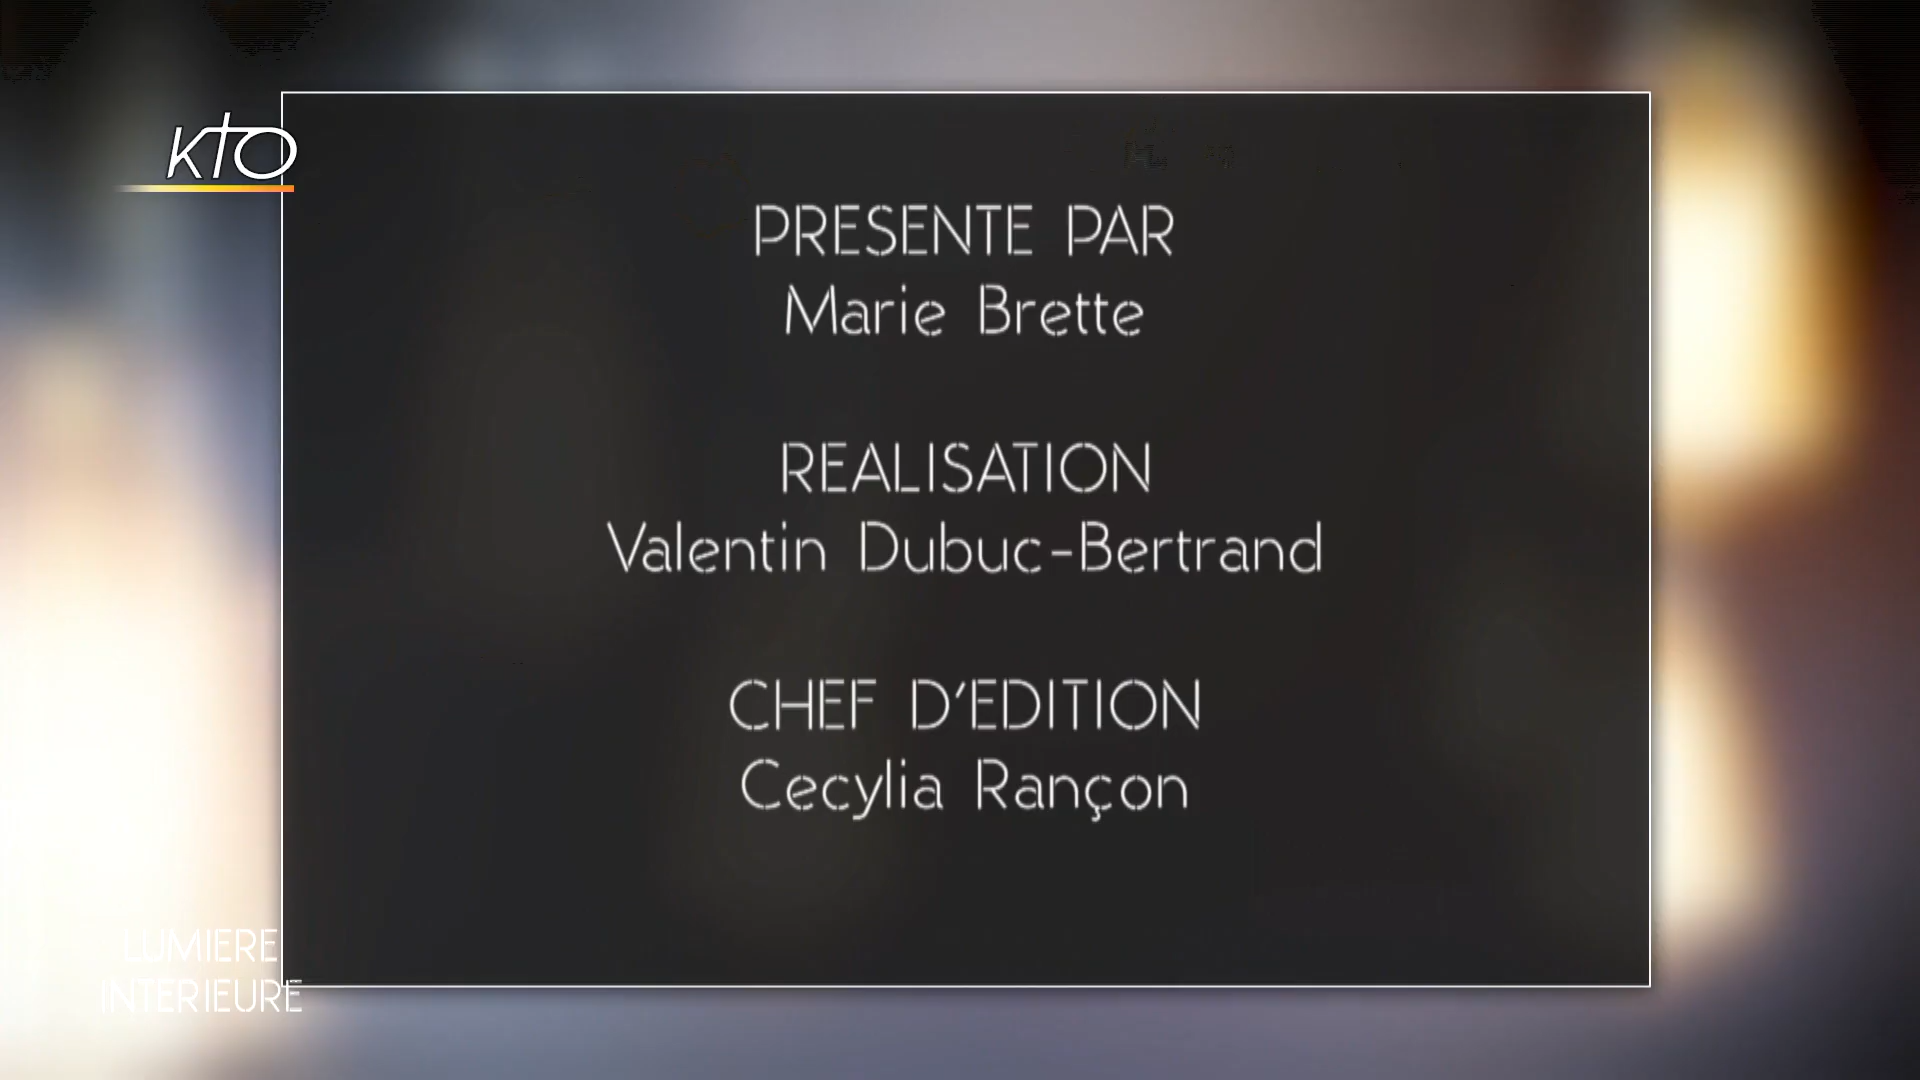 KTO
PRESENTE PAR
Marie Brette
REALISATION
Valentin Dubuc-Bertrand
CHEF D'EDITION
Cecylia Rançon
LUMIERE
INTERIEURE